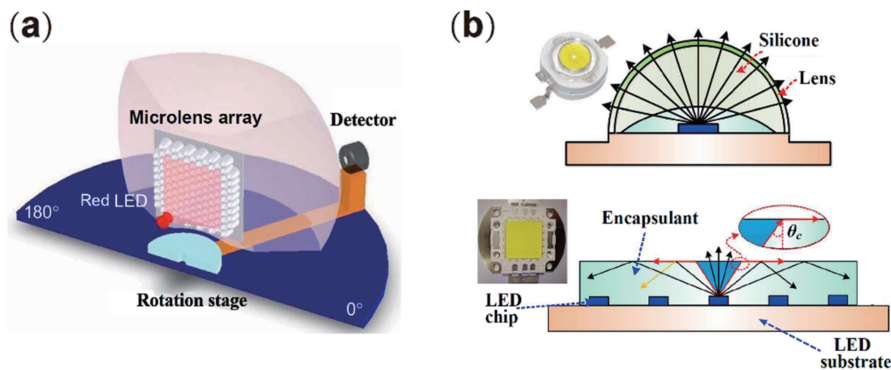 (a)
Microlens array
Detector
Red LED
180°
Rotation stage
0°
(b)
Silicone
Lens
Encapsulant
θc
LED
chip
LED
substrate